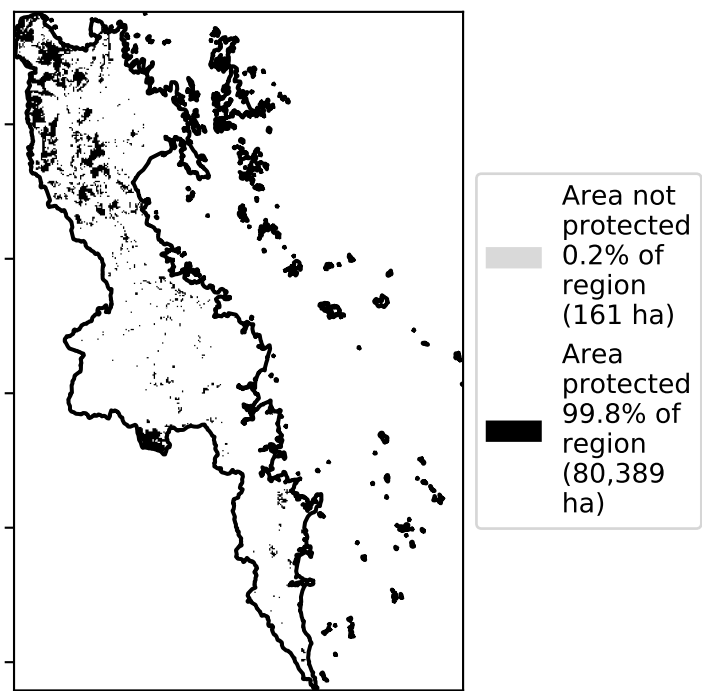 Area not
protected
0.2% of
region
(161 ha)
Area
protected
99.8% of
region
(80,389
ha)